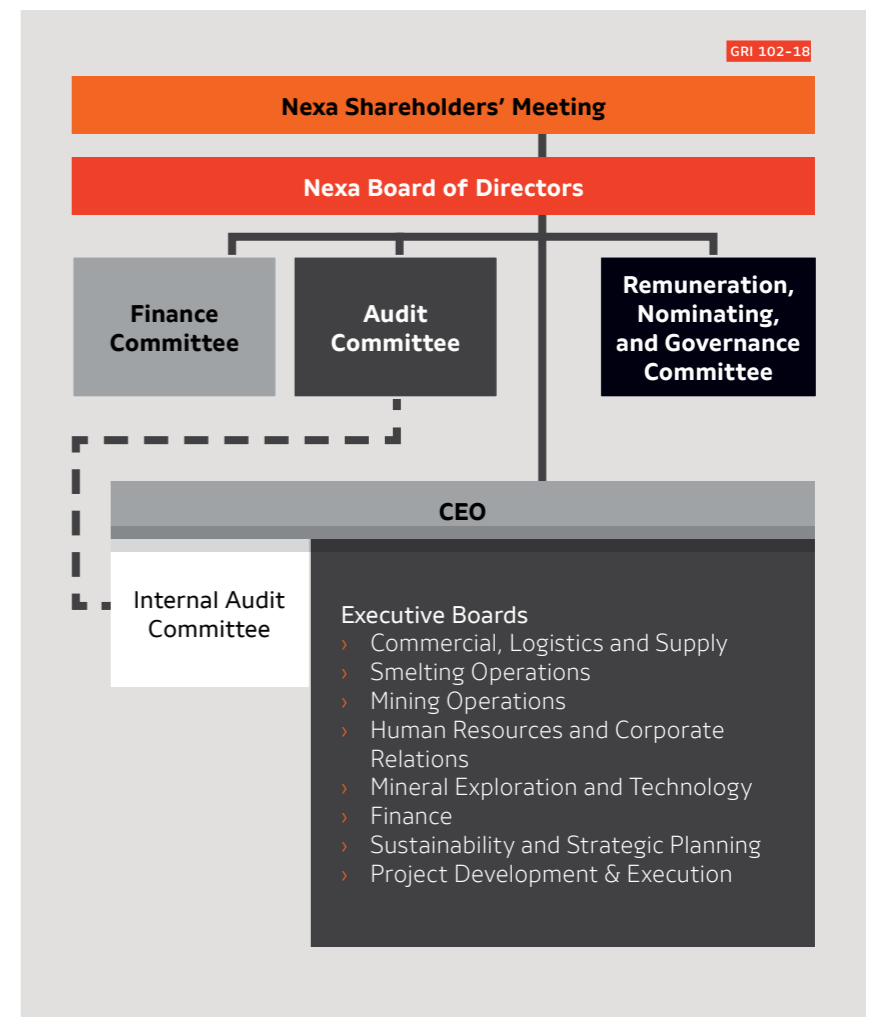 GRI 102-18
Nexa Shareholders’ Meeting
Nexa Board of Directors
Finance
Committee
Audit
Committee
Remuneration,
Nominating,
and Governance
Committee
CEO
Internal Audit
Committee
Executive Boards
› Commercial, Logistics and Supply
› Smelting Operations
› Mining Operations
› Human Resources and Corporate
Relations
› Mineral Exploration and Technology
› Finance
› Sustainability and Strategic Planning
› Project Development & Execution